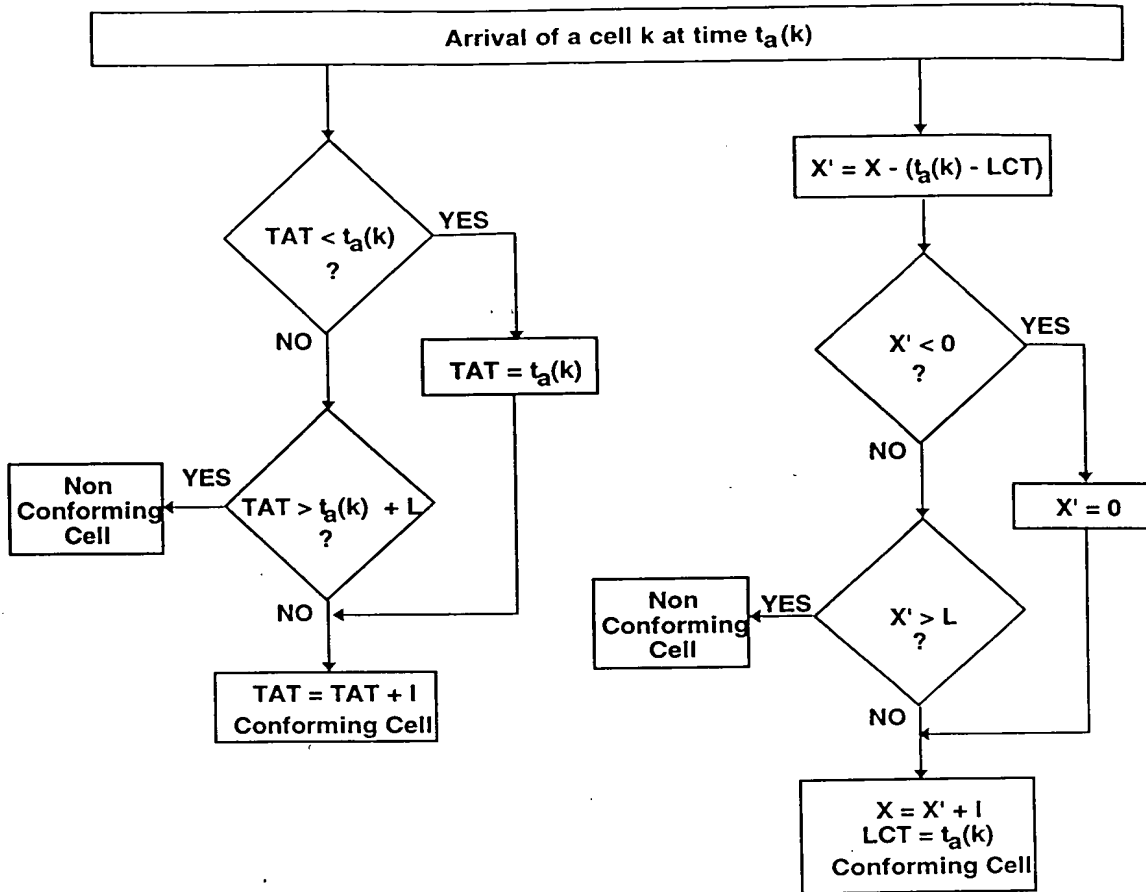 Arrival of a cell k at time ta(k)
TAT < ta(k)
?
YES
NO
TAT = ta(k)
TAT > ta(k) + L
?
YES
Non
Conforming
Cell
NO
TAT = TAT + I
Conforming Cell
X' = X - (ta(k) - LCT)
X' < 0
?
YES
NO
X' = 0
X' > L
?
YES
Non
Conforming
Cell
NO
X = X' + I
LCT = ta(k)
Conforming Cell